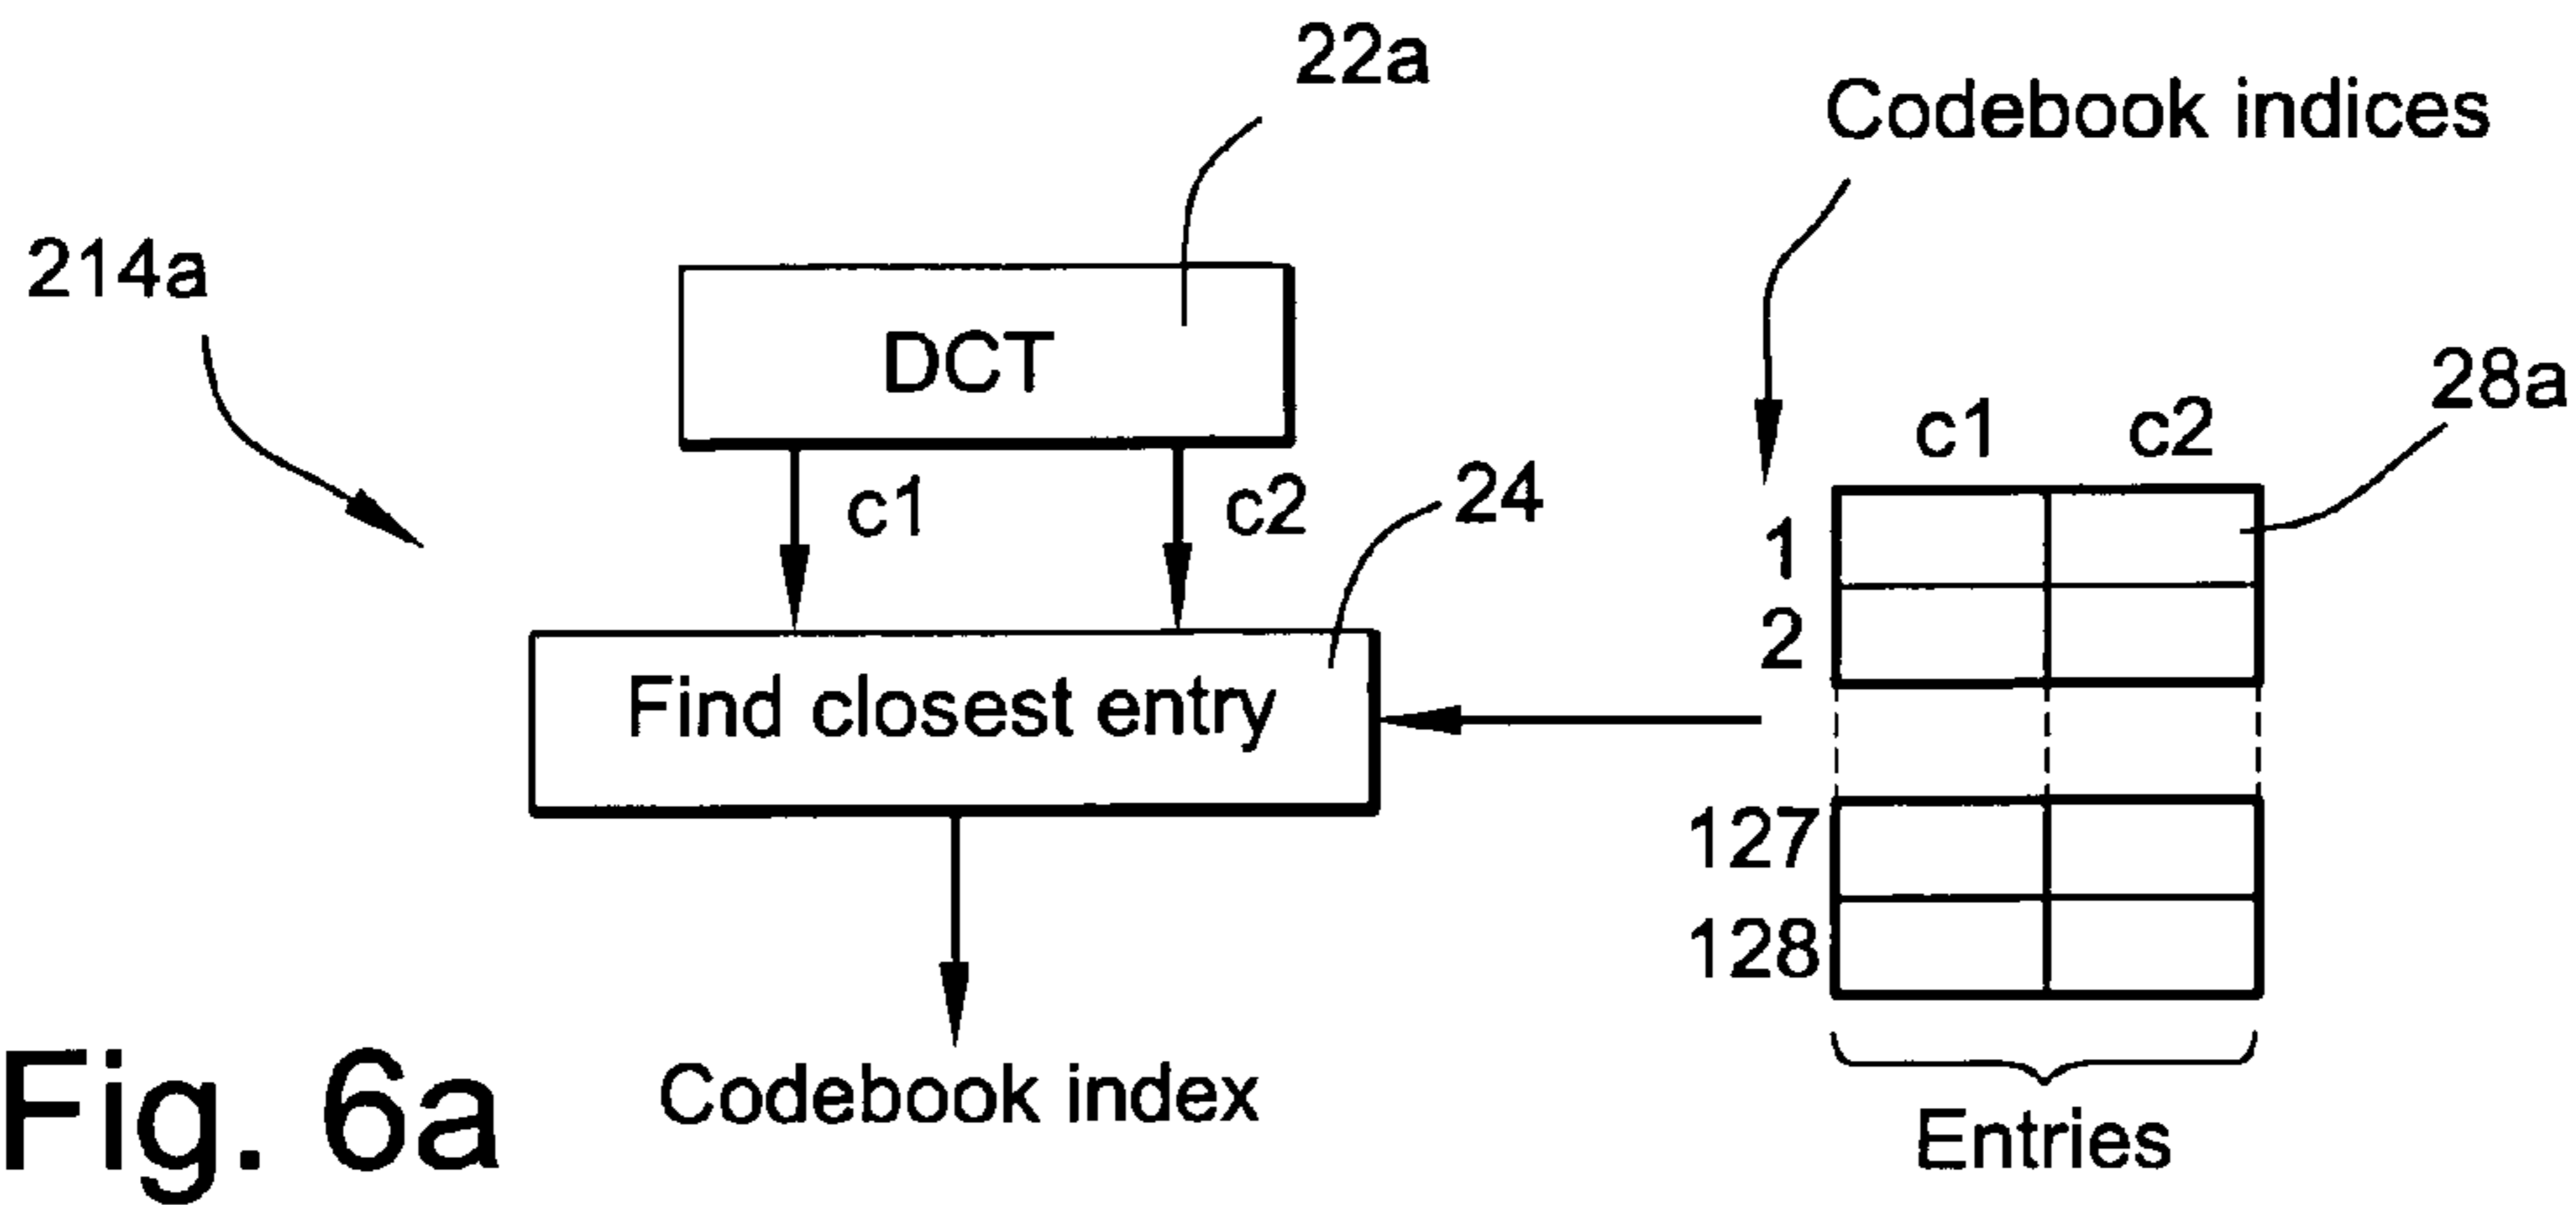 22a
Codebook indices
214a
DCT
28a
c1 c2
c1 c2
24
1
2
Find closest entry
127
128
Codebook index
Entries
Fig. 6a